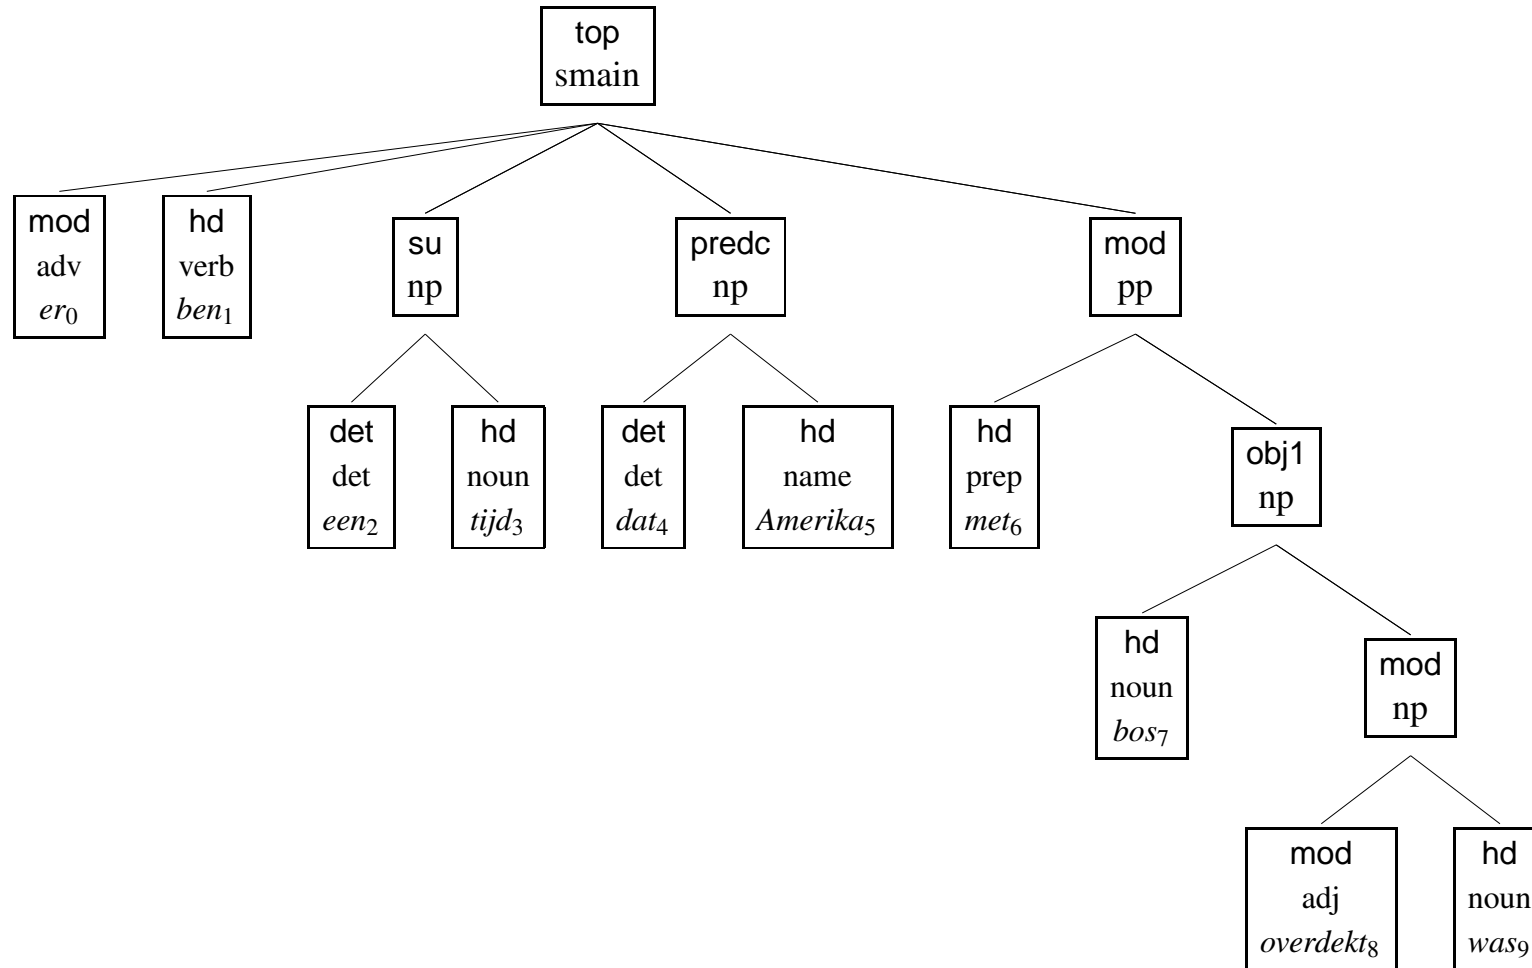 top
smain
mod
adv
er0
hd
verb
ben1
su
np
predc
np
mod
pp
det
det
een2
hd
noun
tijd3
det
det
dat4
hd
name
Amerika5
hd
prep
met6
obj1
np
hd
noun
bos7
mod
np
mod
adj
overdekt8
hd
noun
was9